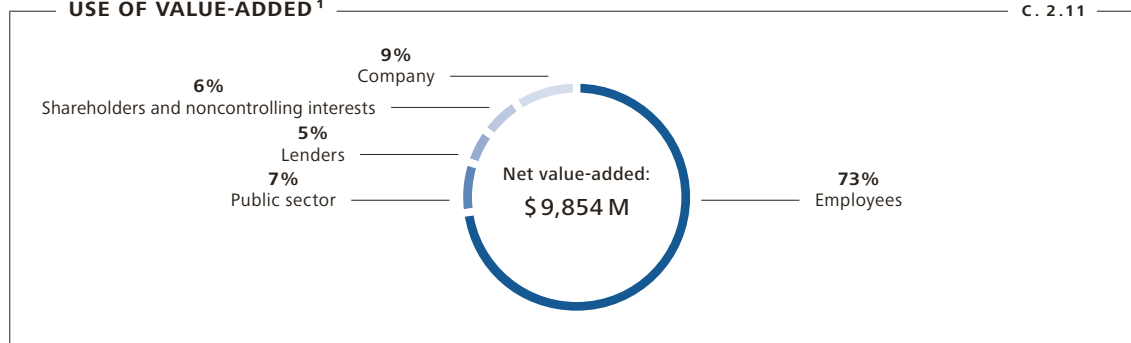 USE OF VALUE-ADDED¹
C. 2.11
9%
Company
6%
Shareholders and noncontrolling interests
5%
Lenders
7%
Public sector
Net value-added:
$ 9,854 M
73%
Employees